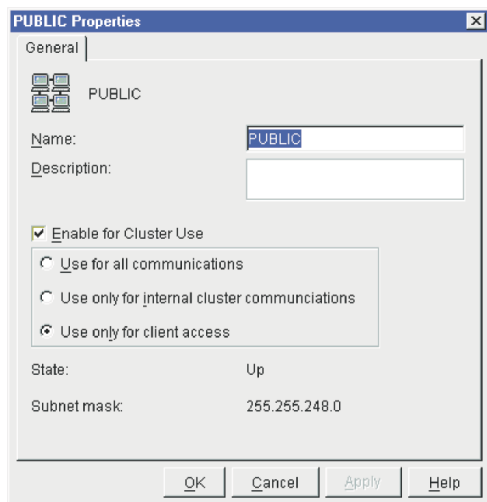 PUBLIC Properties
General
PUBLIC
Name: PUBLIC
Description:
Enable for Cluster Use
Use for all communications
Use only for internal cluster communciations
Use only for client access
State: Up
Subnet mask: 255.255.248.0
OK Cancel Apply Help